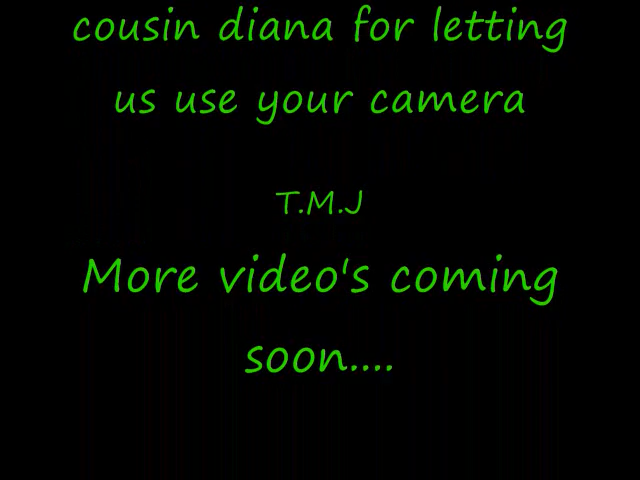 cousin diana for letting
us use your camera
T.M.J
More video's coming
soon....